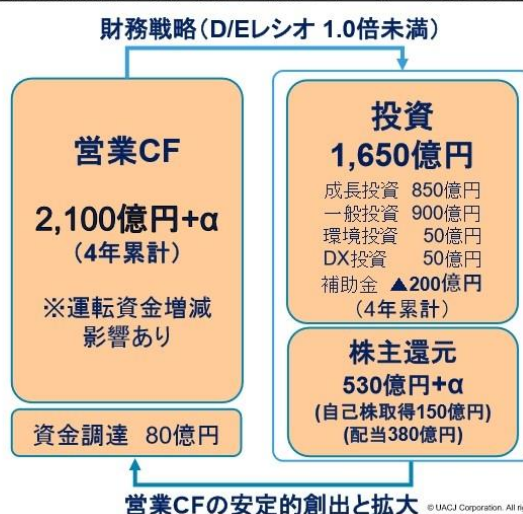 財務戦略(D/Eレシオ 1.0倍未満)
営業CF
2,100億円+α
(4年累計)
※運転資金増減
影響あり
資金調達 80億円
投資
1,650億円
成長投資 850億円
一般投資 900億円
環境投資 50億円
DX投資 50億円
補助金 ▲200億円
(4年累計)
株主還元
530億円+α
(自己株取得150億円)
(配当380億円)
営業CFの安定的創出と拡大
© UACJ Corporation. All